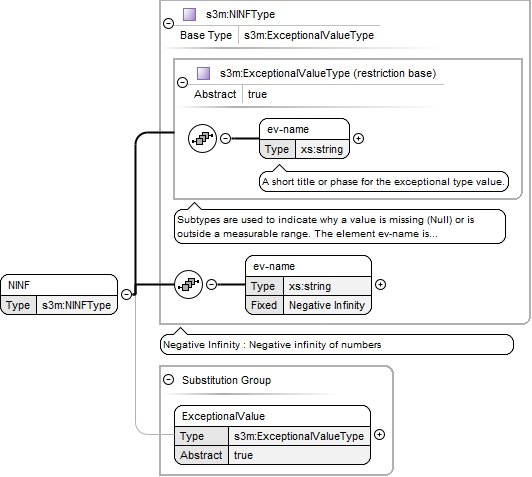 s3m:NINFType
Base Type s3m:ExceptionalValueType
s3m:ExceptionalValueType (restriction base)
Abstract true
ev-name
Type xs:string
A short title or phase for the exceptional type value.
Subtypes are used to indicate why a value is missing (Null) or is
outside a measurable range. The element ev-name is...
NINF
Type s3m:NINFType
ev-name
Type xs:string
Fixed Negative Infinity
Negative Infinity : Negative infinity of numbers
Substitution Group
ExceptionalValue
Type s3m:ExceptionalValueType
Abstract true